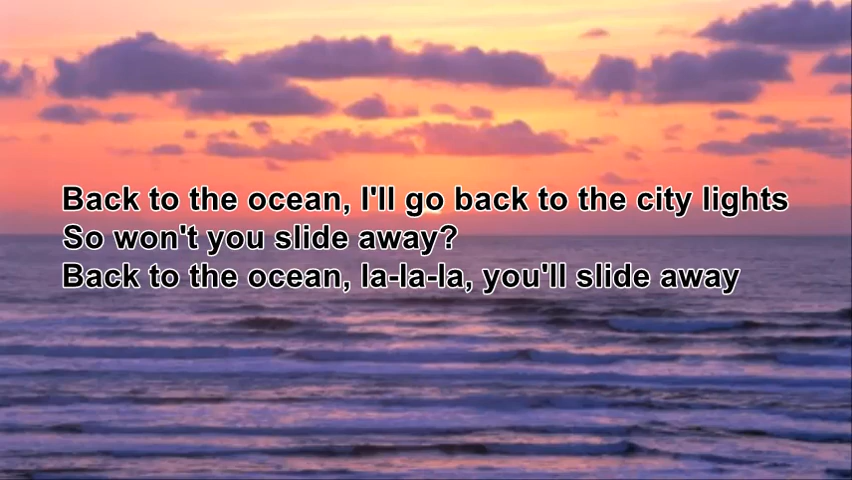 Back to the ocean, I'll go back to the city lights
So won't you slide away?
Back to the ocean, la-la-la, you'll slide away